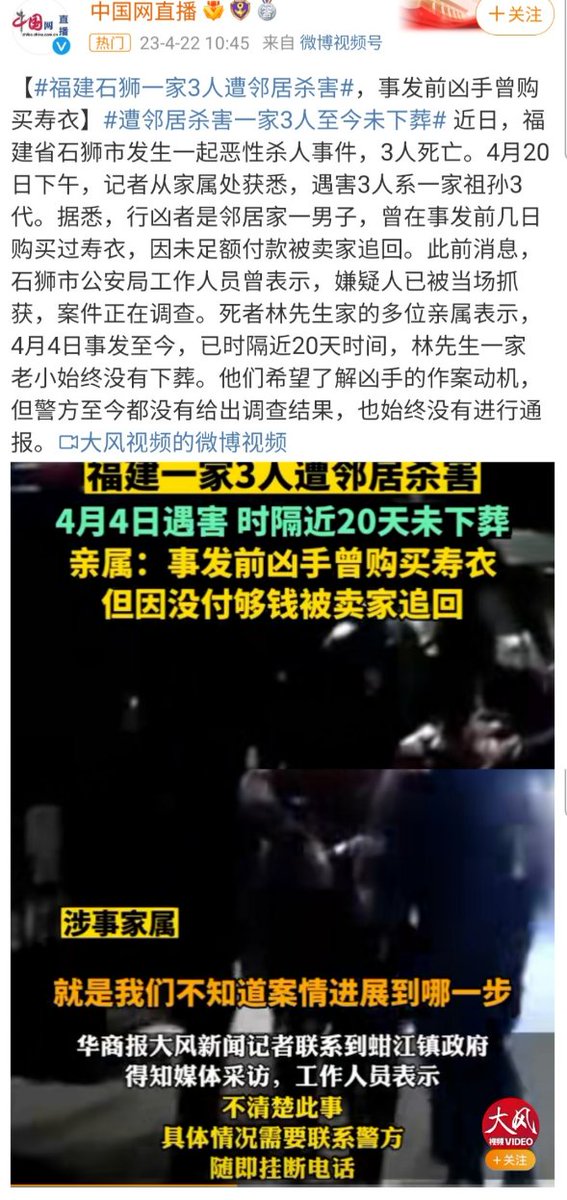 中国网
直播
中国网直播
+关注
热门 23-4-22 10:45 来自 微博视频号
【#福建石狮一家3人遭邻居杀害#，事发前凶手曾购
买寿衣】#遭邻居杀害一家3人至今未下葬# 近日，福
建省石狮市发生一起恶性杀人事件，3人死亡。4月20
日下午，记者从家属处获悉，遇害3人系一家祖孙3
代。据悉，行凶者是邻居家一男子，曾在事发前几日
购买过寿衣，因未足额付款被卖家追回。此前消息，
石狮市公安局工作人员曾表示，嫌疑人已被当场抓
获，案件正在调查。死者林先生家的多位亲属表示，
4月4日事发至今，已时隔近20天时间，林先生一家
老小始终没有下葬。他们希望了解凶手的作案动机，
但警方至今都没有给出调查结果，也始终没有进行通
报。大风视频的微博视频
福建一家3人遭邻居杀害
4月4日遇害 时隔近20天未下葬
亲属：事发前凶手曾购买寿衣
但因没付够钱被卖家追回
涉事家属
就是我们不知道案情进展到哪一步
华商报大风新闻记者联系到蚶江镇政府
得知媒体采访，工作人员表示
不清楚此事
具体情况需要联系警方
随即挂断电话
大风
视频VIDEO
+关注